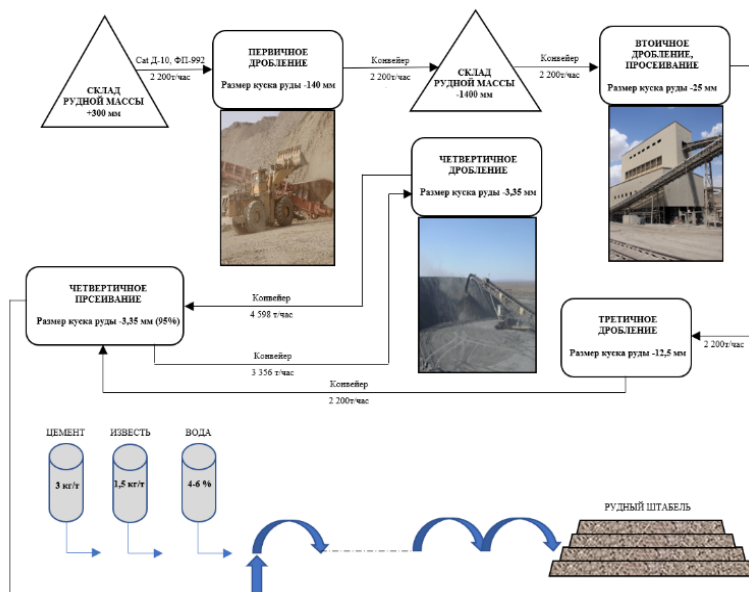 СКЛАД
РУДНОЙ МАССЫ
+300 мм
Cat Д-10, ФП-992
2 200т/час
ПЕРВИЧНОЕ
ДРОБЛЕНИЕ
Размер куска руды -140 мм
Конвейер
2 200т/час
СКЛАД
РУДНОЙ МАССЫ
-1400 мм
Конвейер
2 200т/час
ВТОИЧНОЕ
ДРОБЛЕНИЕ,
ПРОСЕИВАНИЕ
Размер куска руды -25 мм
ЧЕТВЕРТИЧНОЕ
ДРОБЛЕНИЕ
Размер куска руды -3,35 мм
ЧЕТВЕРТИЧНОЕ
ПРСЕИВАНИЕ
Размер куска руды -3,35 мм (95%)
Конвейер
4 598 т/час
Конвейер
3 356 т/час
ТРЕТИЧНОЕ
ДРОБЛЕНИЕ
Размер куска руды -12,5 мм
2 200т/час
Конвейер
2 200т/час
ЦЕМЕНТ
ИЗВЕСТЬ
ВОДА
3 кг/т
1,5 кг/т
4-6 %
РУДНЫЙ ШТАБЕЛЬ